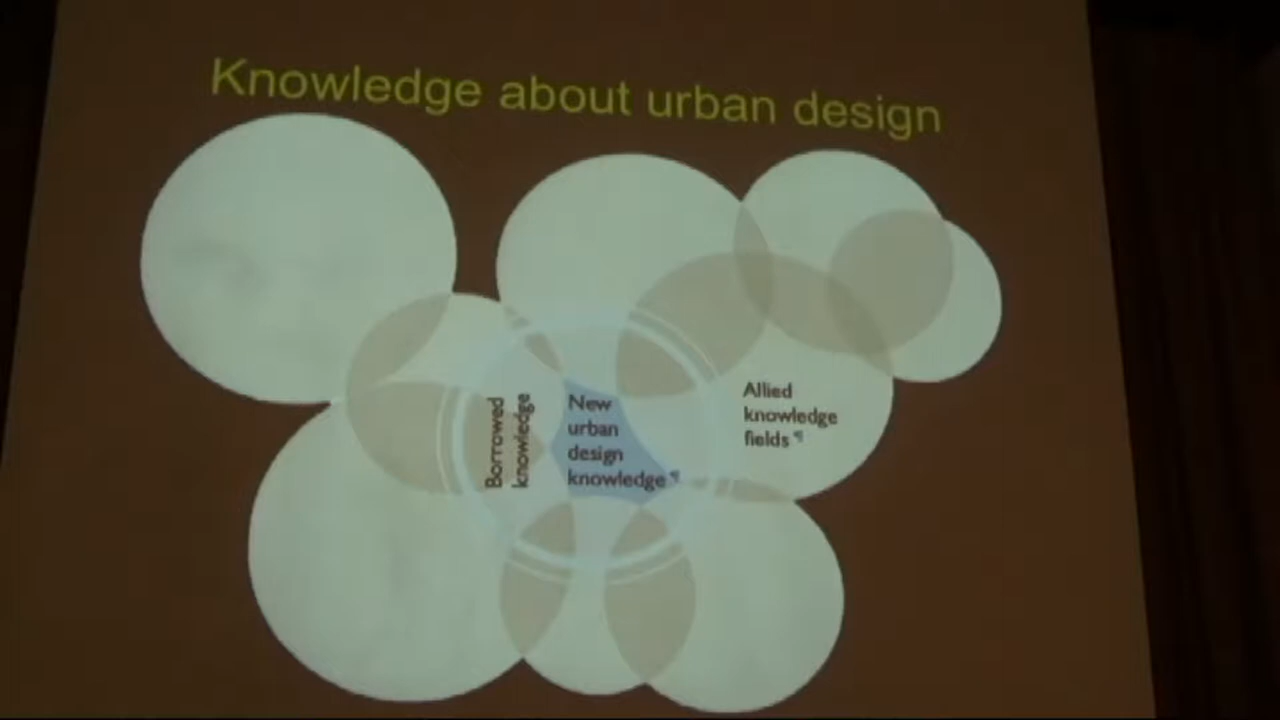 Knowledge about urban design
Borrowed
knowledge
New
urban
design
knowledge¶
Allied
knowledge
fields¶